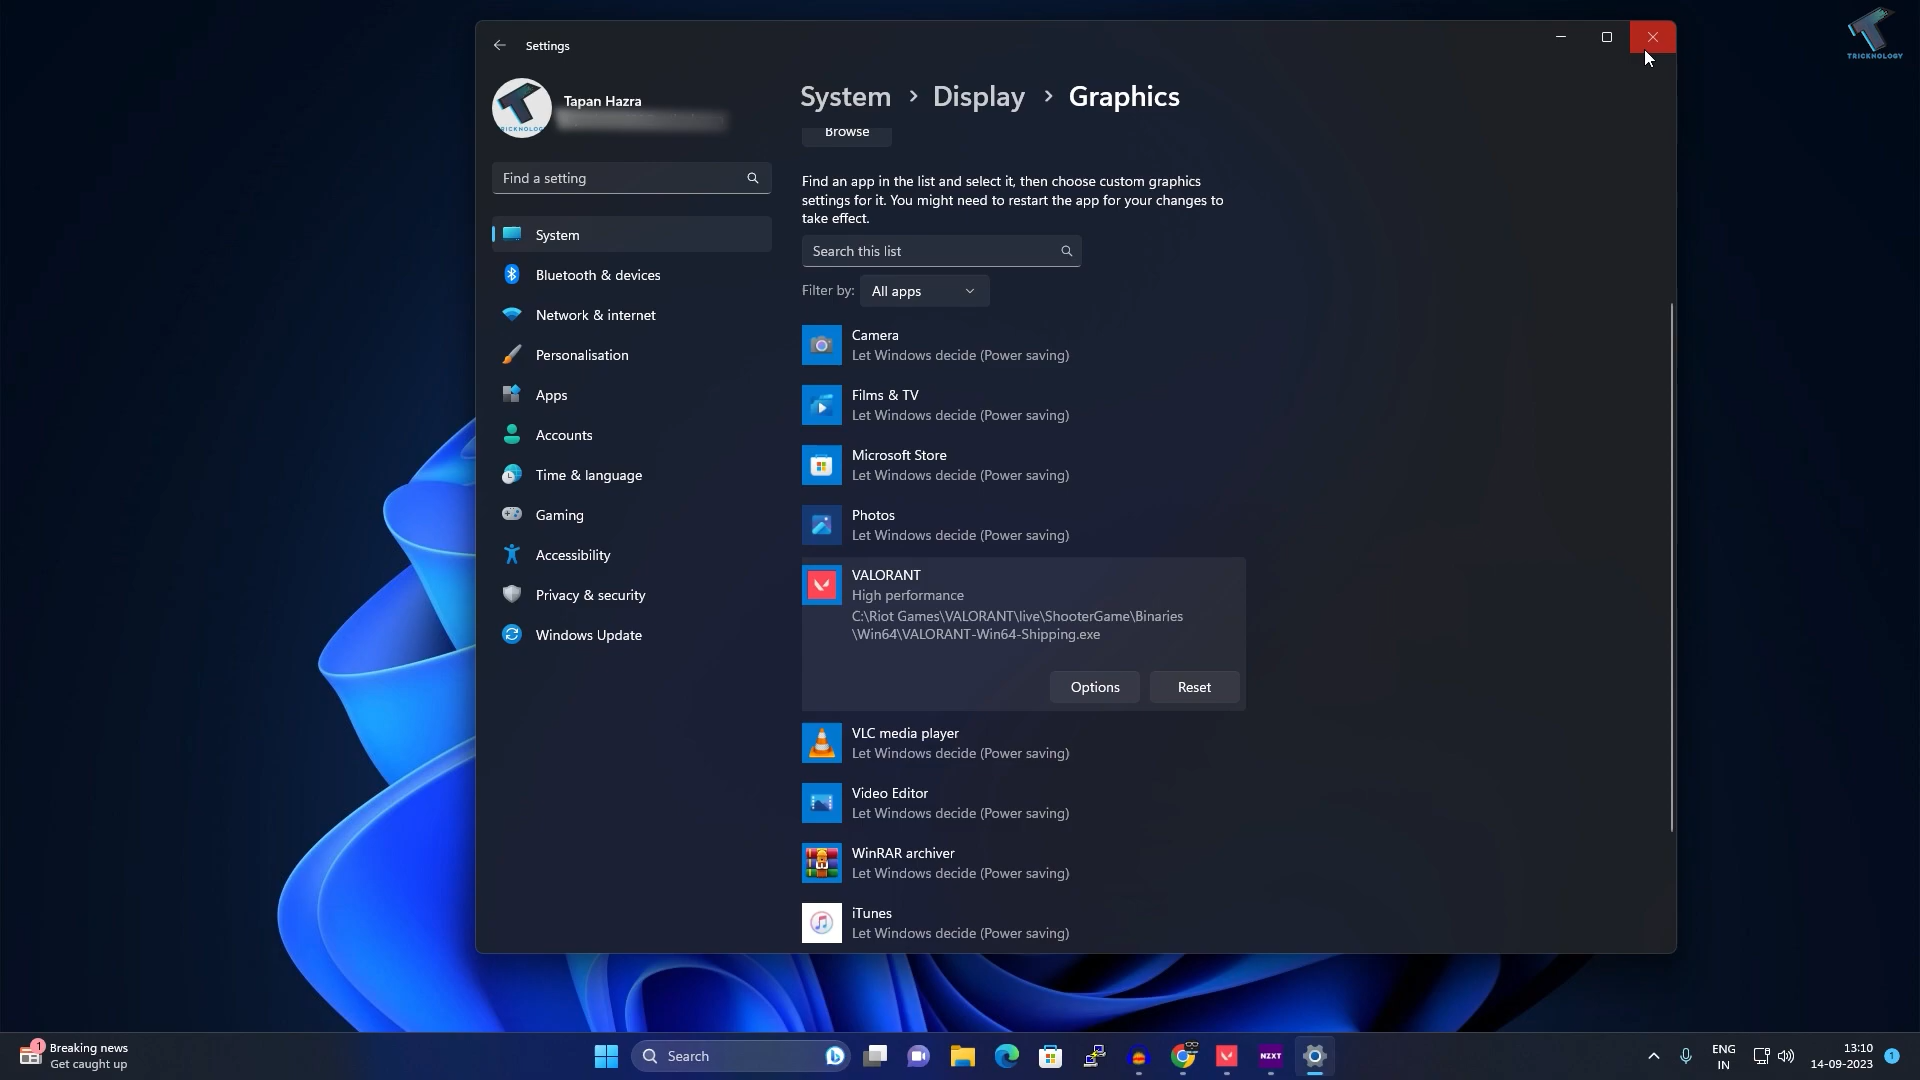 Settings
TRICKNOLOGY
Tapan Hazra
System > Display > Graphics
Browse
Find a setting
System
Bluetooth & devices
Network & internet
Personalisation
Apps
Accounts
Time & language
Gaming
Accessibility
Privacy & security
Windows Update
Find an app in the list and select it, then choose custom graphics
settings for it. You might need to restart the app for your changes to
take effect.
Search this list
Filter by: All apps
Camera
Let Windows decide (Power saving)
Films & TV
Let Windows decide (Power saving)
Microsoft Store
Let Windows decide (Power saving)
Photos
Let Windows decide (Power saving)
VALORANT
High performance
C:\Riot Games\VALORANT\live\ShooterGame\Binaries
\Win64\VALORANT-Win64-Shipping.exe
Options Reset
VLC media player
Let Windows decide (Power saving)
Video Editor
Let Windows decide (Power saving)
WinRAR archiver
Let Windows decide (Power saving)
iTunes
Let Windows decide (Power saving)
1
Breaking news
Get caught up
Search
NZXT
ENG
IN
13:10
14-09-2023
1